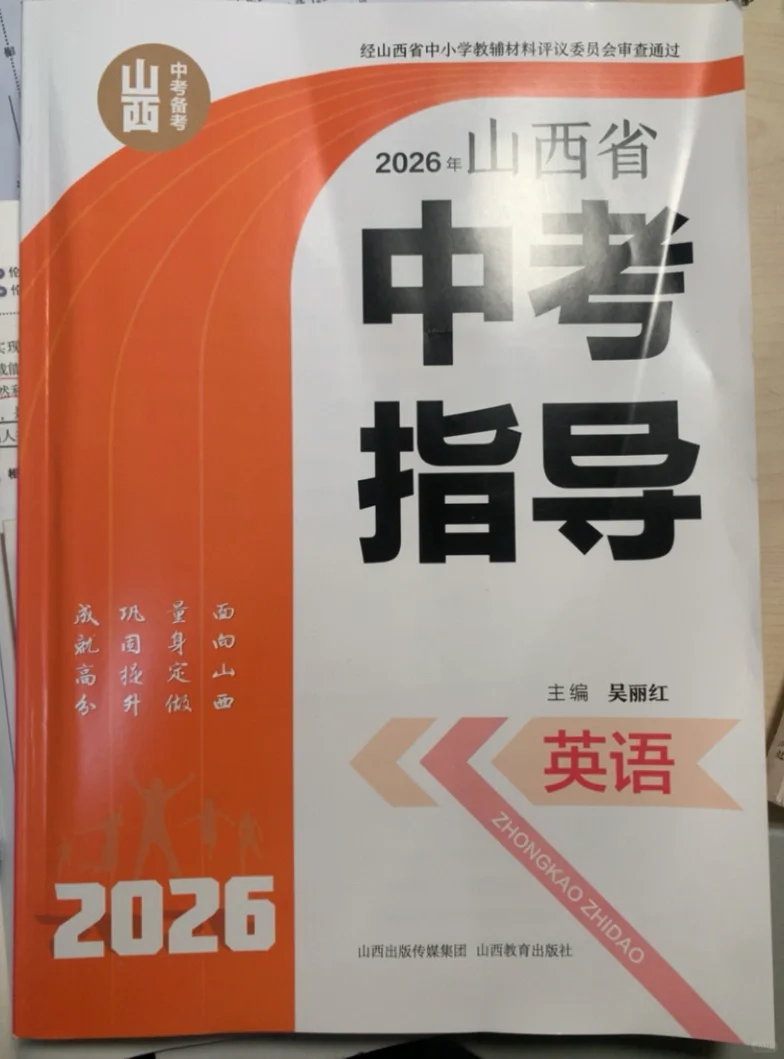 经山西省中小学教辅材料评议委员会审查通过
山西
中考备考
2026年山西省
中考
指导
面向山西
量身定做
巩固提升
成就高分
主编 吴丽红
英语
ZHONGKAO ZHIDAO
2026
山西出版传媒集团 山西教育出版社